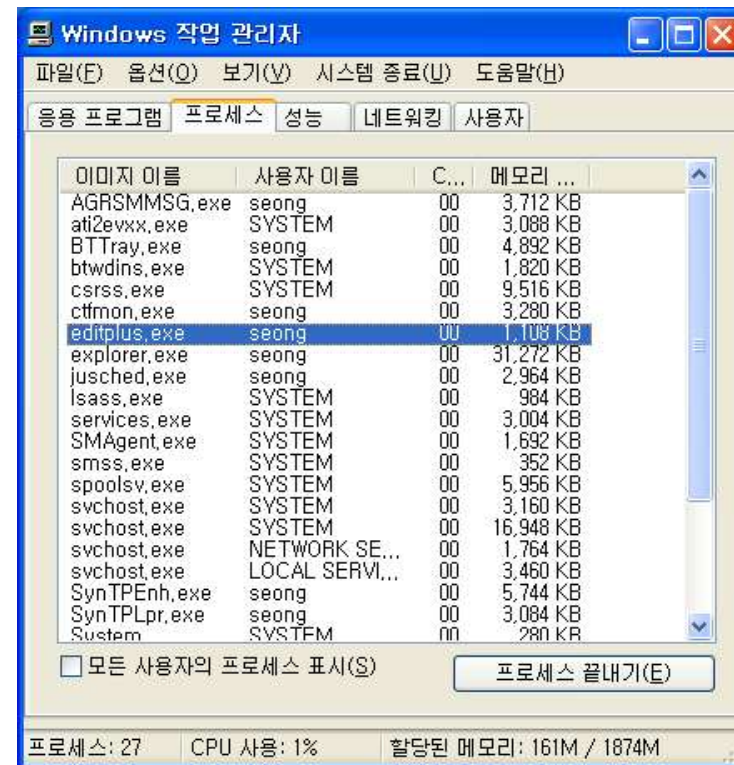 Windows 작업 관리자
파일(F) 옵션(O) 보기(V) 시스템 종료(U) 도움말(H)
응용 프로그램 프로세스 성능 네트워킹 사용자
이미지 이름 사용자 이름 C... 메모리 ...
AGRSMMSG.exe seong 00 3,712 KB
ati2evxx.exe SYSTEM 00 3,088 KB
BTTray.exe seong 00 4,892 KB
btwdins.exe SYSTEM 00 1,820 KB
csrss.exe SYSTEM 00 9,516 KB
ctfmon.exe seong 00 3,280 KB
editplus.exe seong 00 1,108 KB
explorer.exe seong 00 31,272 KB
jusched.exe seong 00 2,964 KB
lsass.exe SYSTEM 00 984 KB
services.exe SYSTEM 00 3,004 KB
SMAgent.exe SYSTEM 00 1,692 KB
smss.exe SYSTEM 00 352 KB
spoolsv.exe SYSTEM 00 5,956 KB
svchost.exe SYSTEM 00 3,160 KB
svchost.exe SYSTEM 00 16,948 KB
svchost.exe NETWORK SE... 00 1,764 KB
svchost.exe LOCAL SERVI... 00 3,460 KB
SynTPEnh.exe seong 00 5,744 KB
SynTPLpr.exe seong 00 3,084 KB
System SYSTEM 00 280 KB
모든 사용자의 프로세스 표시(S) 프로세스 끝내기(E)
프로세스: 27 CPU 사용: 1% 할당된 메모리: 161M / 1874M